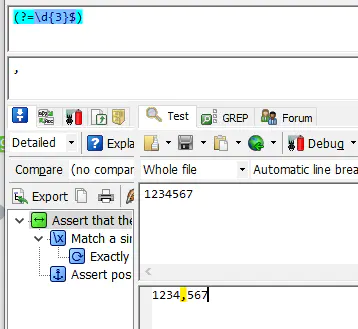 (?=\d{3}$)
,
Test GREP Forum
Detailed Expla Debug
Compare (no compar Whole file Automatic line brea
Export 1234567
Assert that the
Match a sin
Exactly
Assert pos
1234,567